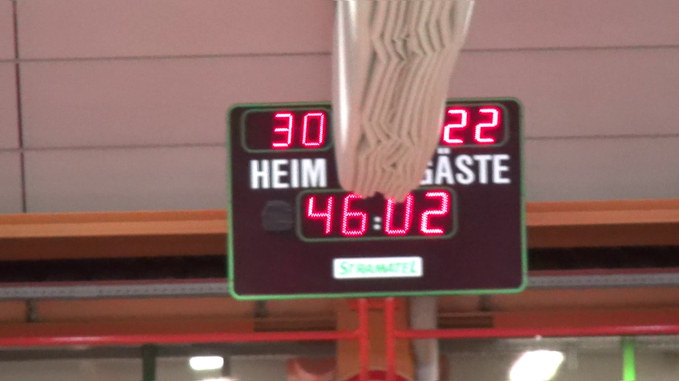 30 22
HEIM GÄSTE
46:02
STRAMATEL